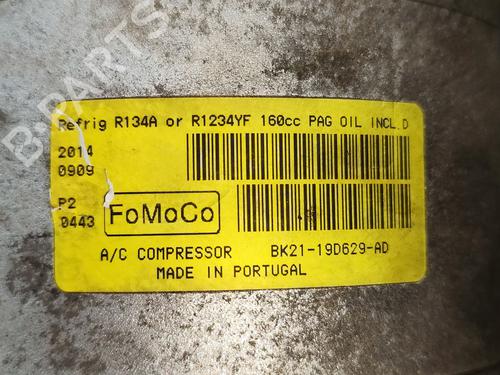 B-PARTS
Refrig R134A or R1234YF 160cc PAG OIL INCL.D
2014
0909
P2
0443
FoMoCo
A/C COMPRESSOR BK21-19D629-AD
MADE IN PORTUGAL